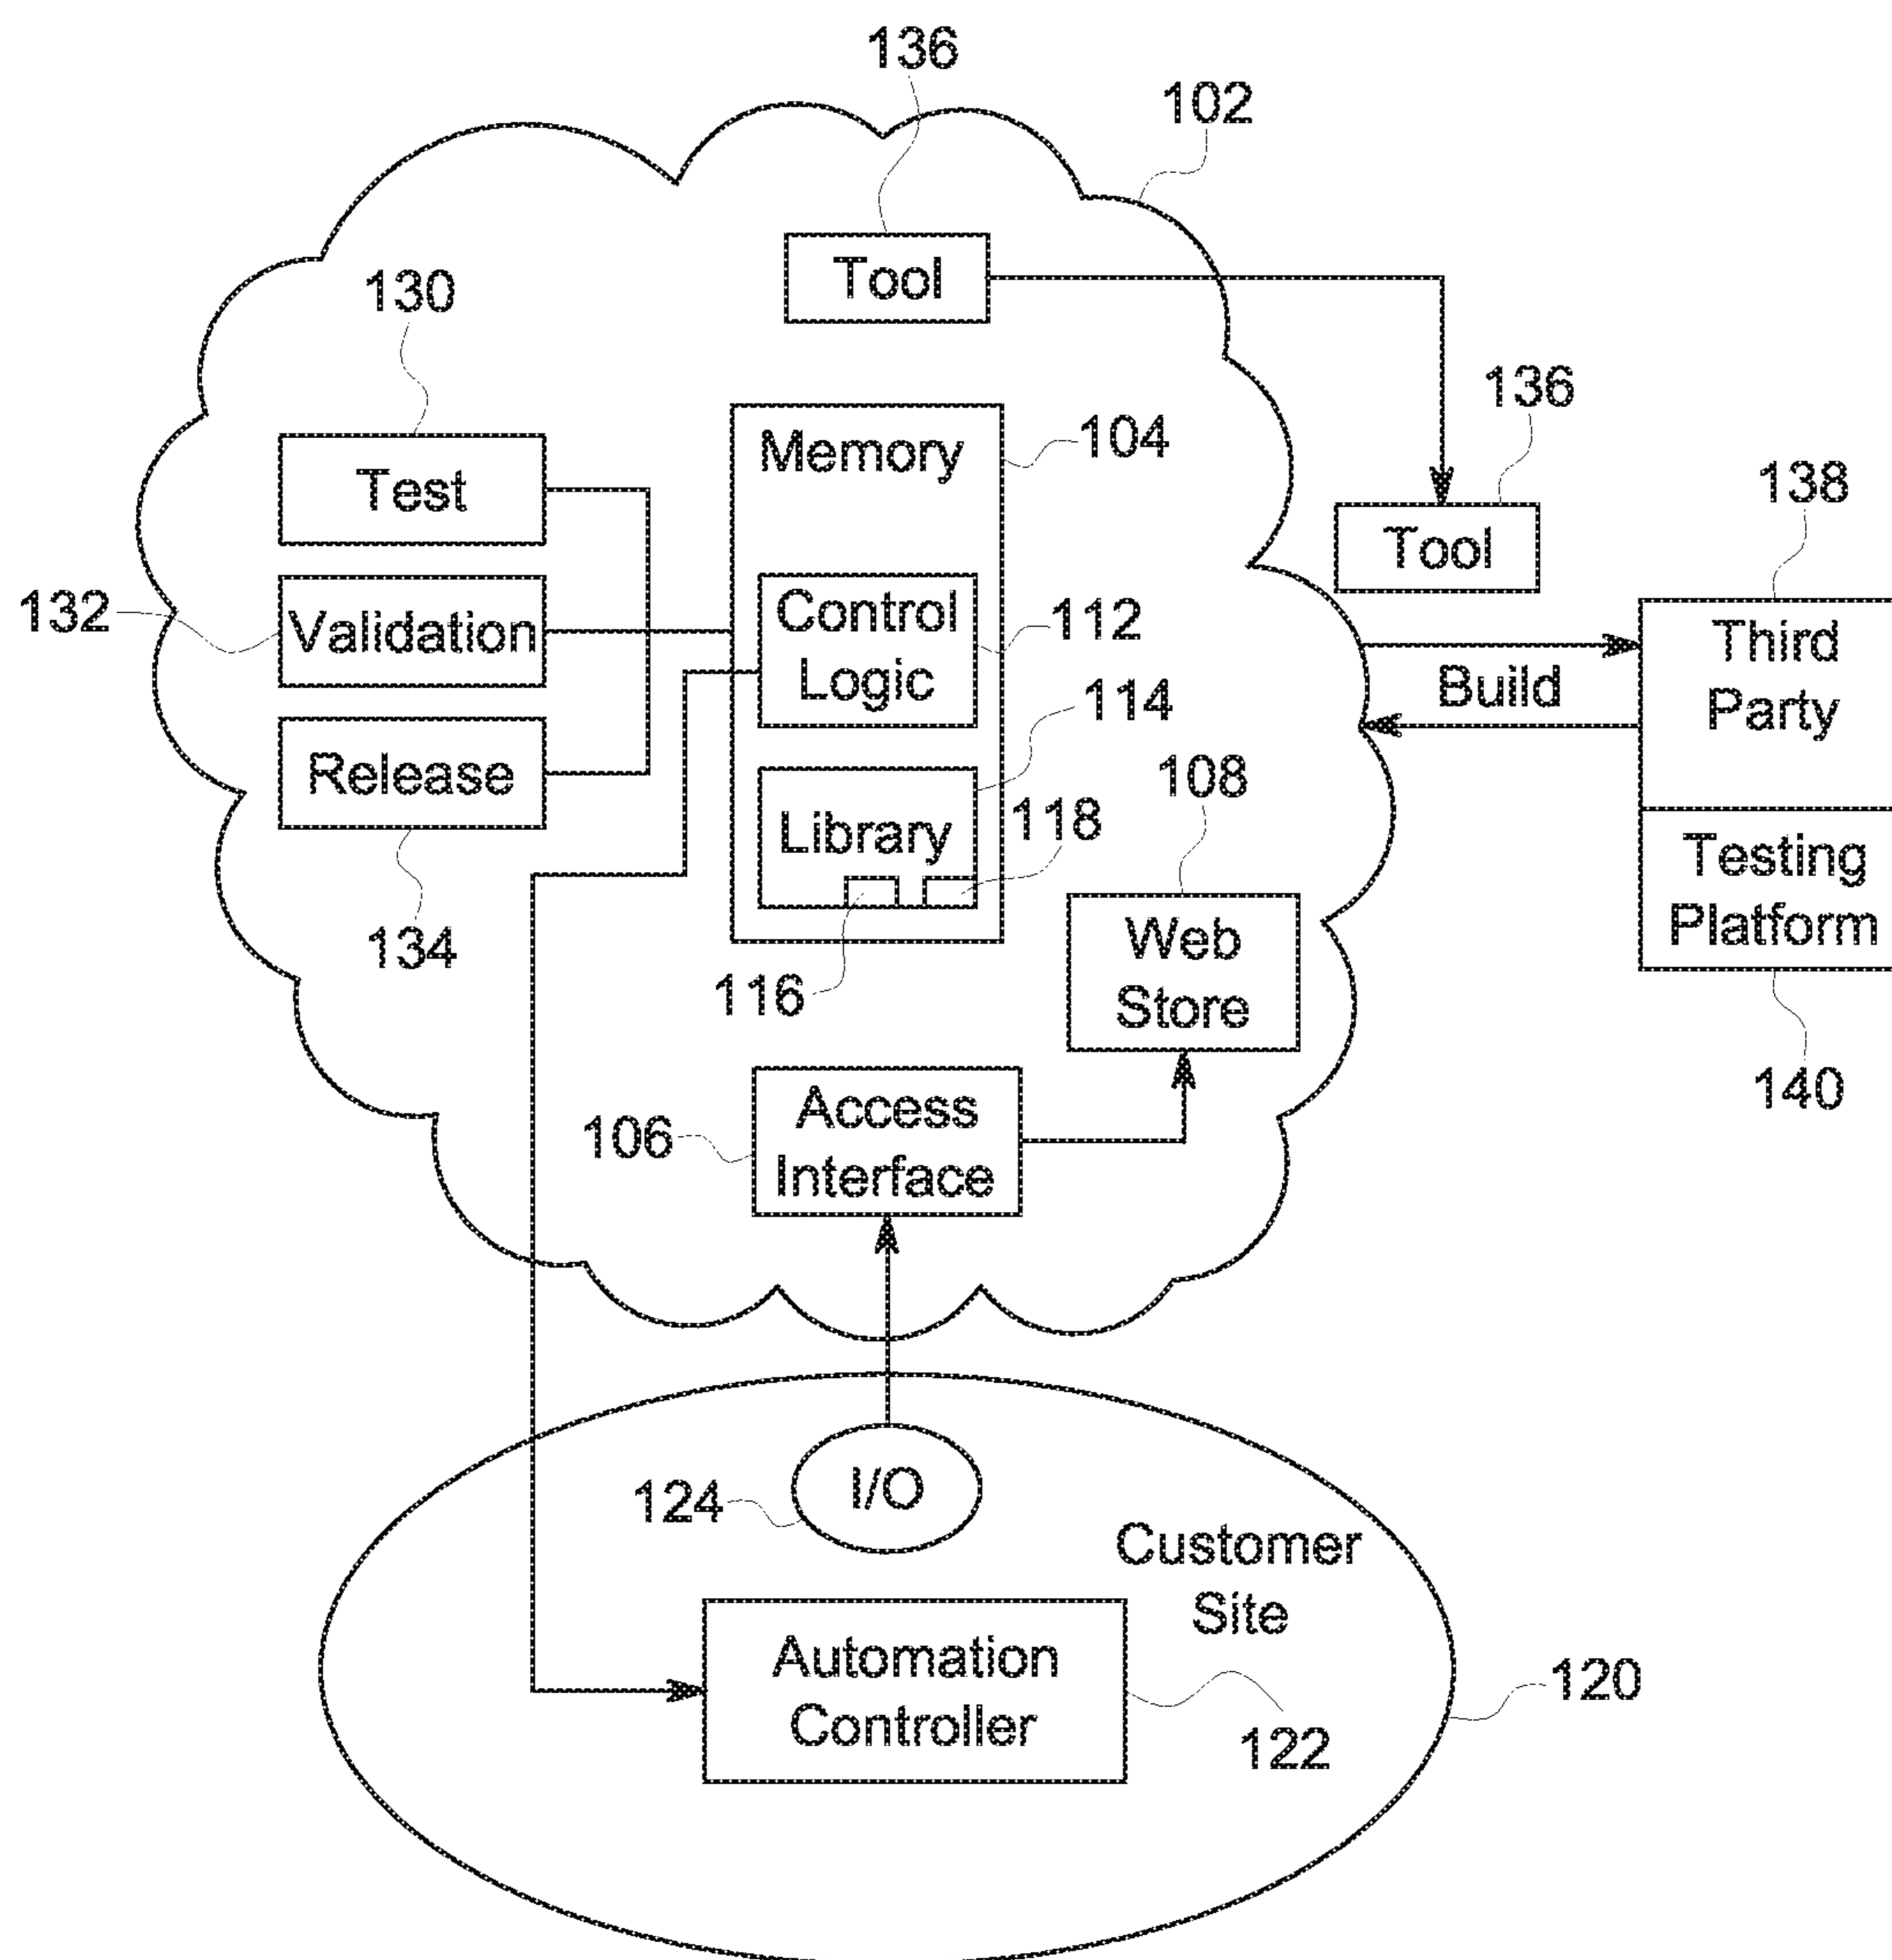 136
102
Tool
130
136
Memory
104
138
Test
Tool
Control
Logic
112
Third
Party
132
Validation
Build
114
Release
108
118
Library
Testing
Platform
134
Web
Store
116
140
Access
Interface
106
I/O
124
Customer
Site
Automation
Controller
120
122